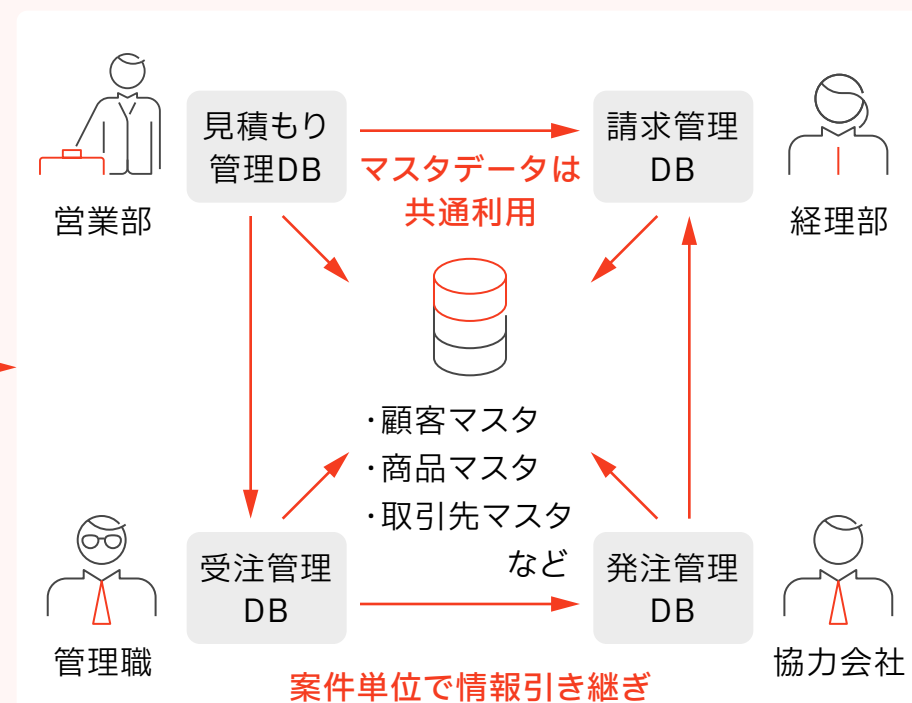 見積もり
管理DB
請求管理
DB
マスタデータは
共通利用
営業部
経理部
・顧客マスタ
・商品マスタ
・取引先マスタ
など
受注管理
DB
発注管理
DB
管理職
協力会社
案件単位で情報引き継ぎ